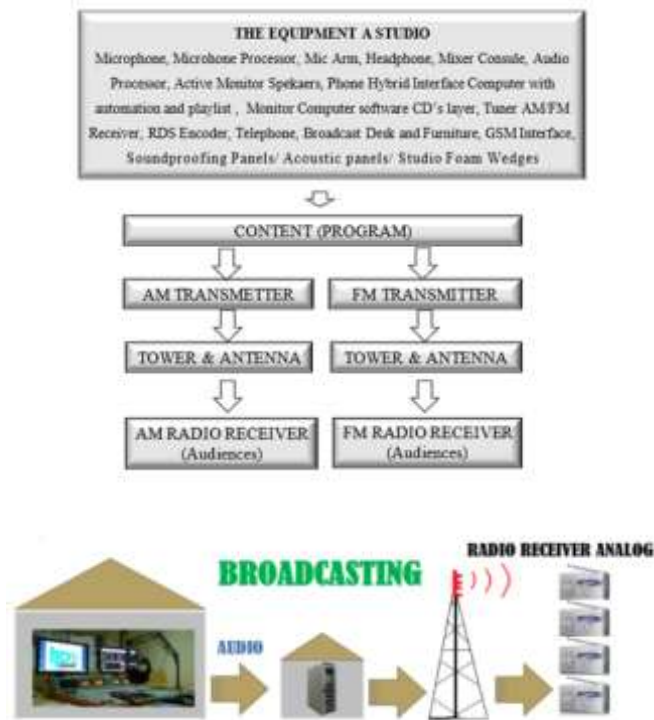 THE EQUIPMENT A STUDIO
Microphone, Microhone Processor, Mic Arm, Headphone, Mixer Consule, Audio
Processor, Active Monitor Spekaers, Phone Hybrid Interface Computer with
automation and playlist , Monitor Computer software CD's layer, Tuner AM/FM
Receiver, RDS Encoder, Telephone, Broadcast Desk and Furniture, GSM Interface,
Soundproofing Panels/ Acoustic panels/ Studio Foam Wedges
CONTENT (PROGRAM)
AM TRANSMETTER FM TRANSMITTER
TOWER & ANTENNA TOWER & ANTENNA
AM RADIO RECEIVER FM RADIO RECEIVER
(Audiences) (Audiences)
RADIO RECEIVER ANALOG
BROADCASTING
AUDIO